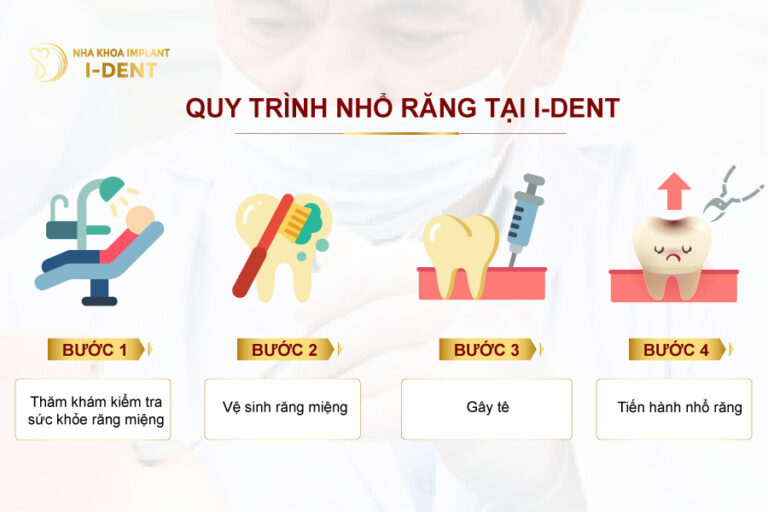 NHA KHOA IMPLANT
I-DENT
QUY TRÌNH NHỔ RĂNG TẠI I-DENT
BƯỚC 1
Thăm khám kiểm tra
sức khỏe răng miệng
BƯỚC 2
Vệ sinh răng miệng
BƯỚC 3
Gây tê
BƯỚC 4
Tiến hành nhổ răng